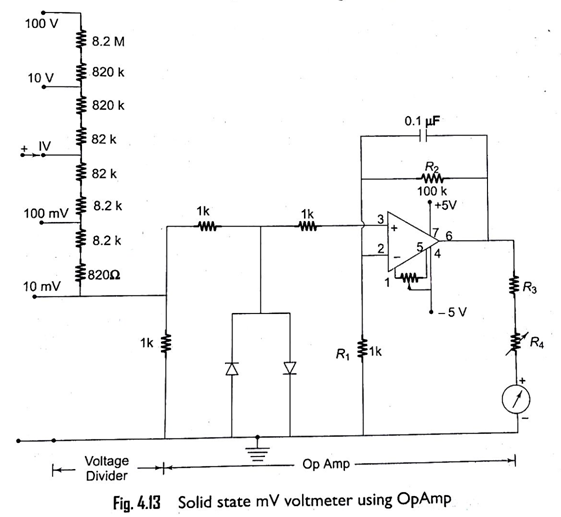 100 V
8.2 M
820 k
10 V
820 k
82 k
+ IV
82 k
8.2 k
100 mV
8.2 k
820Ω
10 mV
1k
1k
1k
0.1 µF
R2
100 k
+5V
3
+
7
6
2
−
5
4
1
− 5 V
R1
1k
R3
R4
+
−
Voltage
Divider
Op Amp
Fig. 4.13 Solid state mV voltmeter using OpAmp